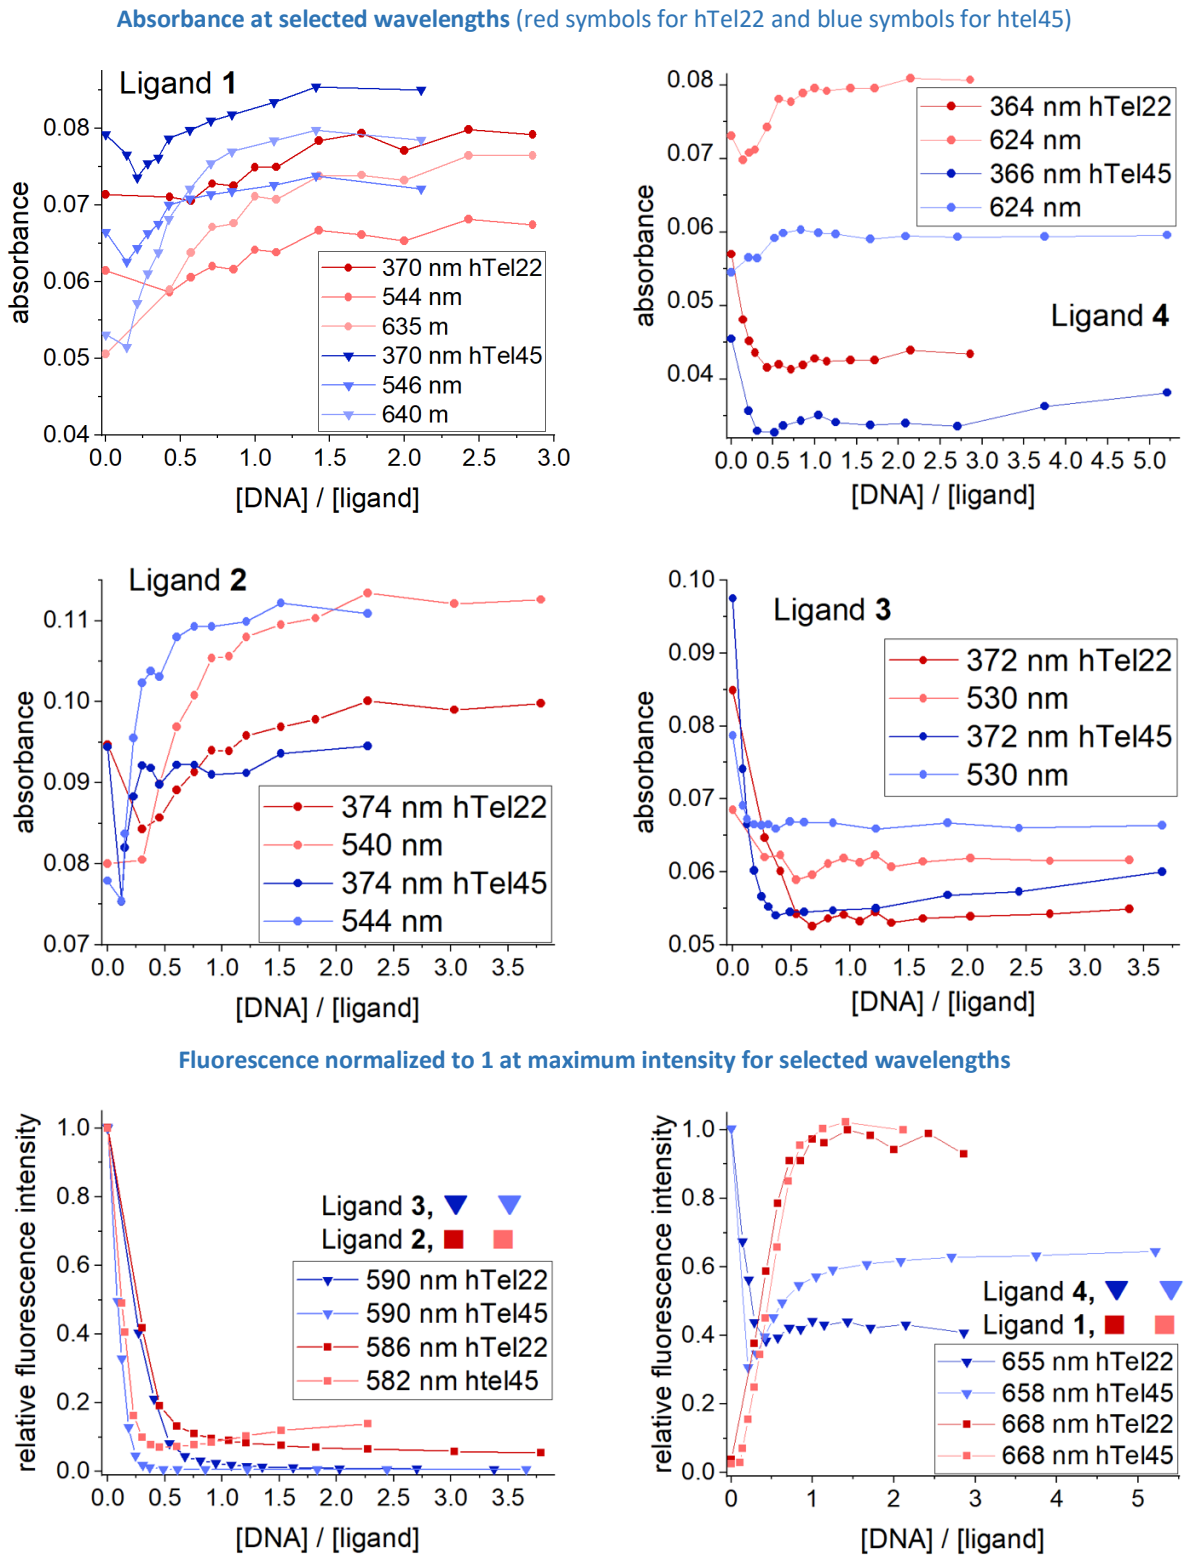 Absorbance at selected wavelengths (red symbols for hTel22 and blue symbols for htel45)
Ligand 1
absorbance
0.08
0.07
0.06
0.05
0.04
370 nm hTel22
544 nm
635 m
370 nm hTel45
546 nm
640 m
0.0 0.5 1.0 1.5 2.0 2.5 3.0
[DNA] / [ligand]
absorbance
0.08
0.07
0.06
0.05
0.04
364 nm hTel22
624 nm
366 nm hTel45
624 nm
Ligand 4
0.0 0.5 1.0 1.5 2.0 2.5 3.0 3.5 4.0 4.5 5.0
[DNA] / [ligand]
Ligand 2
absorbance
0.11
0.10
0.09
0.08
0.07
374 nm hTel22
540 nm
374 nm hTel45
544 nm
0.0 0.5 1.0 1.5 2.0 2.5 3.0 3.5
[DNA] / [ligand]
Ligand 3
absorbance
0.10
0.09
0.08
0.07
0.06
0.05
372 nm hTel22
530 nm
372 nm hTel45
530 nm
0.0 0.5 1.0 1.5 2.0 2.5 3.0 3.5
[DNA] / [ligand]
Fluorescence normalized to 1 at maximum intensity for selected wavelengths
relative fluorescence intensity
1.0
0.8
0.6
0.4
0.2
0.0
Ligand 3,
Ligand 2,
590 nm hTel22
590 nm hTel45
586 nm hTel22
582 nm htel45
0.0 0.5 1.0 1.5 2.0 2.5 3.0 3.5
[DNA] / [ligand]
relative fluorescence intensity
1.0
0.8
0.6
0.4
0.2
0.0
Ligand 4,
Ligand 1,
655 nm hTel22
658 nm hTel45
668 nm hTel22
668 nm hTel45
0 1 2 3 4 5
[DNA] / [ligand]